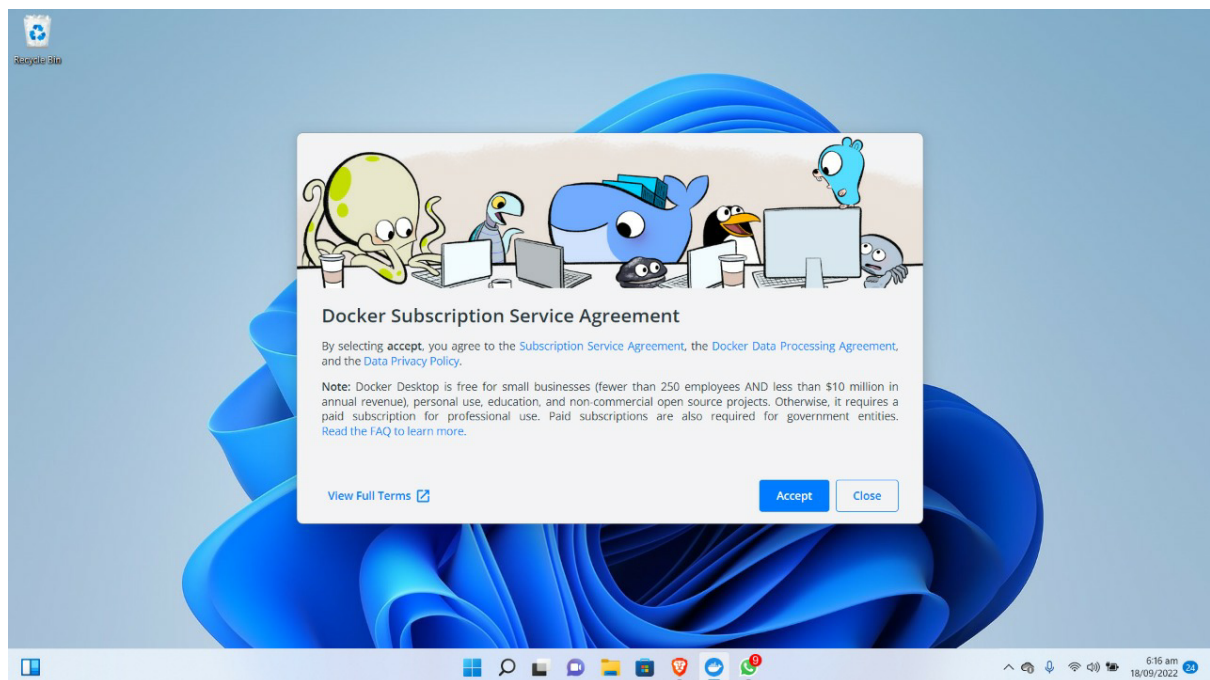 Recycle Bin
Docker Subscription Service Agreement
By selecting accept, you agree to the Subscription Service Agreement, the Docker Data Processing Agreement,
and the Data Privacy Policy.
Note: Docker Desktop is free for small businesses (fewer than 250 employees AND less than $10 million in
annual revenue), personal use, education, and non-commercial open source projects. Otherwise, it requires a
paid subscription for professional use. Paid subscriptions are also required for government entities.
Read the FAQ to learn more.
View Full Terms
Accept
Close
9
6:16 am
18/09/2022
24